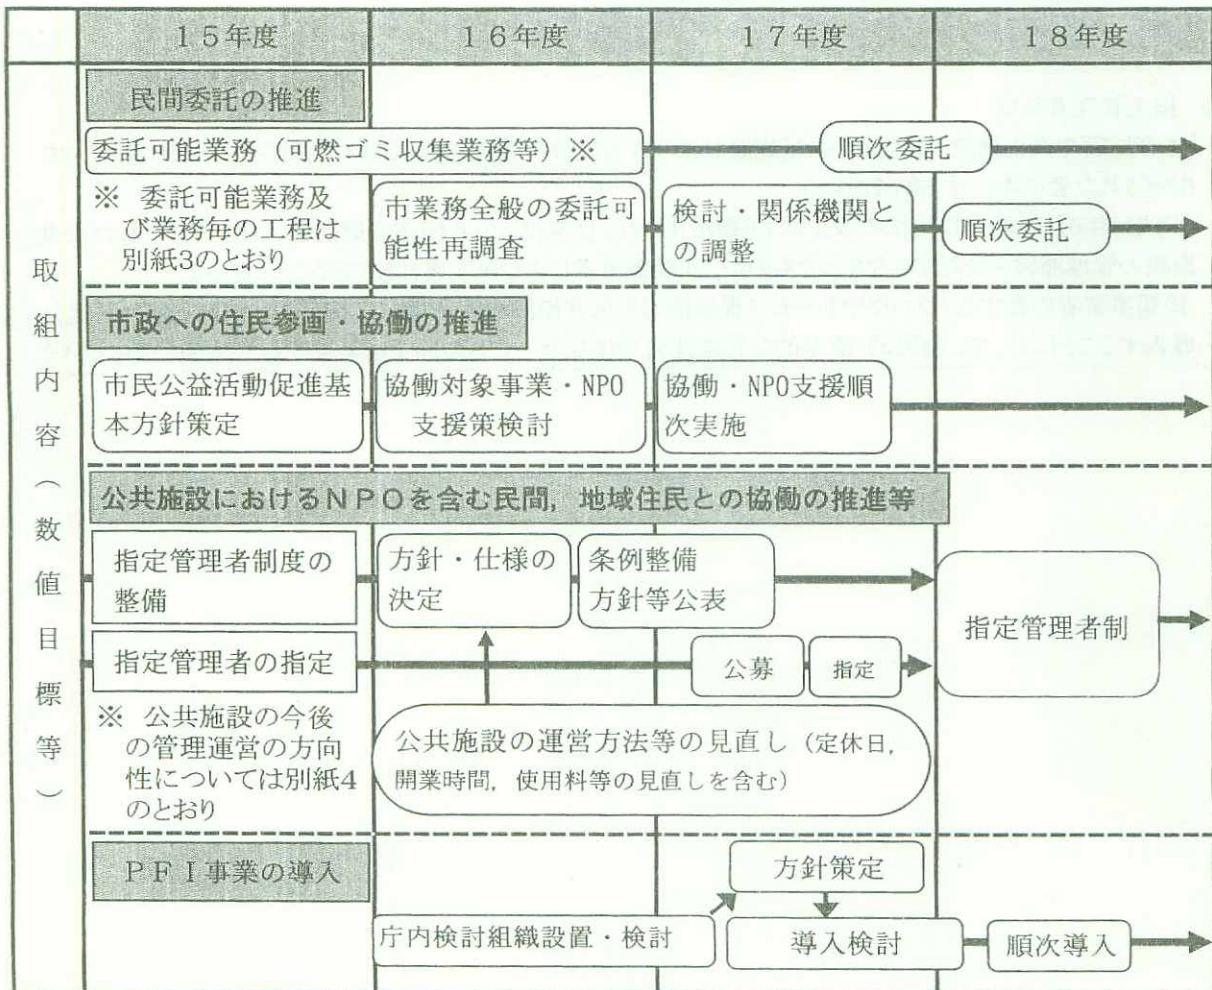 15年度
16年度
17年度
18年度
取組内容（数値目標等）
民間委託の推進
委託可能業務（可燃ゴミ収集業務等）※
順次委託
※ 委託可能業務及
び業務毎の工程は
別紙3のとおり
市業務全般の委託可
能性再調査
検討・関係機関と
の調整
順次委託
市政への住民参画・協働の推進
市民公益活動促進基
本方針策定
協働対象事業・NPO
支援策検討
協働・NPO支援順
次実施
公共施設におけるNPOを含む民間，地域住民との協働の推進等
指定管理者制度の
整備
方針・仕様の
決定
条例整備
方針等公表
指定管理者制
指定管理者の指定
公募
指定
※ 公共施設の今後
の管理運営の方向
性については別紙4
のとおり
公共施設の運営方法等の見直し（定休日，
開業時間，使用料等の見直しを含む）
PFI事業の導入
方針策定
庁内検討組織設置・検討
導入検討
順次導入